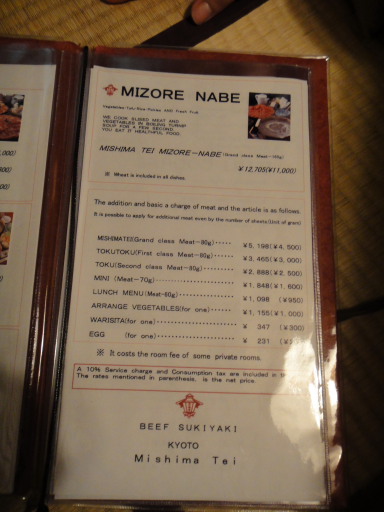 MIZORE NABE
Vegetables·Tofu·Rice Pories AND Fresh Fruit
WE COOK SLISED MEAT AND
VEGETABLES IN BOILING TURNIP
SOUP FOR A FEW SECOND.
YOU EAT IT HEALTHFUL FOOD.
MISHIMA TEI MIZORE-NABE(Grand class Meat-110g)
¥12,705(¥11,000)
※ Wheat is included in all dishes.
The addition and basic a charge of meat and the article is as follows.
It is possible to apply for additional meat even by the number of sheets(Unit of gram)
MISHIMATEI(Grand class Meat-90g)······ ¥5,198(¥4,500)
TOKUTOKU(First class Meat-90g)······ ¥3,465(¥3,000)
TOKU(Second class Meat-90g)······ ¥2,888(¥2,500)
MINI (Meat-70g)······ ¥1,848(¥1,600)
LUNCH MENU(Meat-60g)······ ¥1,098 (¥950)
ARRANGE VEGETABLES(for one)······ ¥1,155(¥1,000)
WARISITA(for one)······ ¥ 347 (¥300)
EGG (for one)······ ¥ 231
※ It costs the room fee of some private rooms.
A 10% Service charge and Consumption tax are included in
The rates mentioned in parenthesis, is the net price
BEEF SUKIYAKI
KYOTO
Mishima Tei